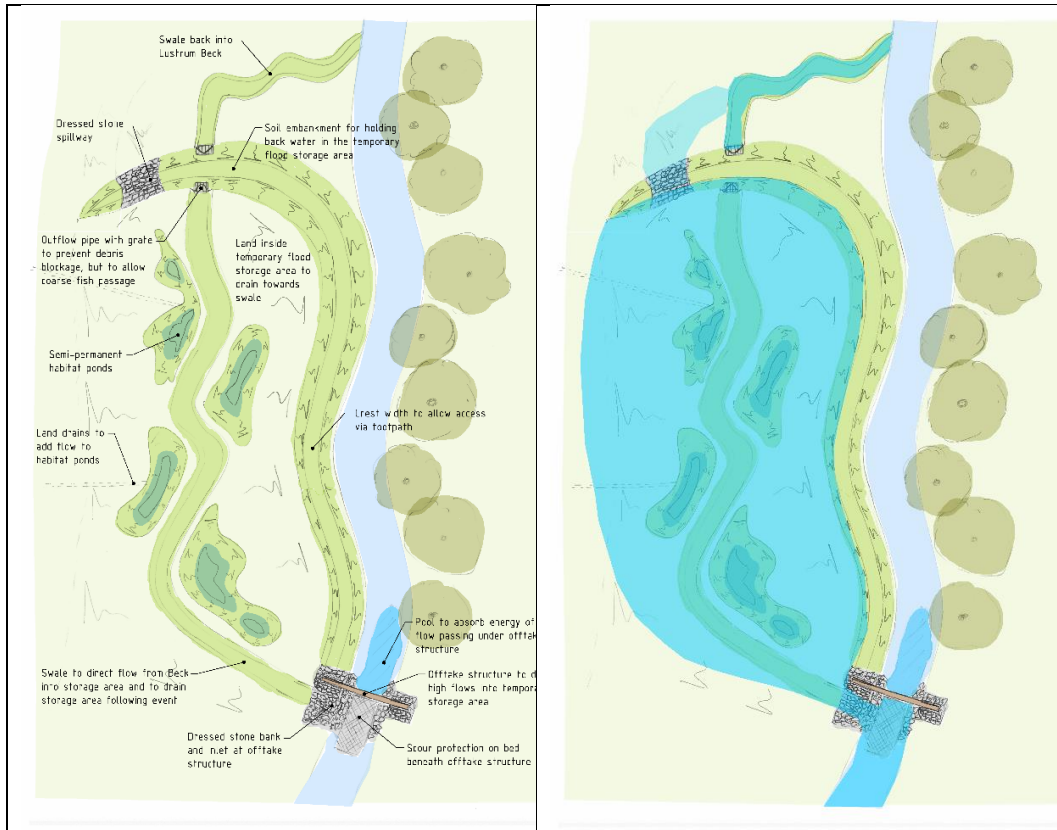 Swale back into
Lustrum Beck
Dressed stone
spillway
Soil embankment for holding
back water in the temporary
flood storage area
Outflow pipe with grate
to prevent debris
blockage, but to allow
coarse fish passage
Land inside
temporary flood
storage area to
drain towards
swale
Semi-permanent
habitat ponds
Crest width to allow access
via footpath
Land drains to
add flow to
habitat ponds
Pool to absorb energy of
flow passing under offtak
structure
Swale to direct flow from Beck
into storage area and to drain
storage area following event
Offtake structure to d
high flows into tempora
storage area
Dressed stone bank
and inlet at offtake
structure
Scour protection on bed
beneath offtake structure